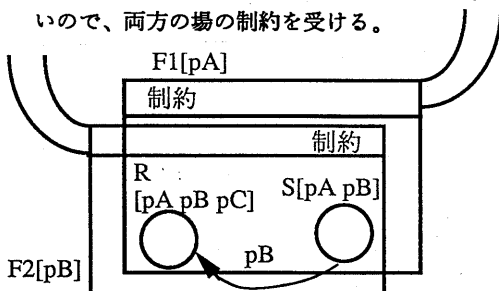 いので、両方の場の制約を受ける。
F1[pA]
制約
制約
R
[pA pB pC]
S[pA pB]
pB
F2[pB]